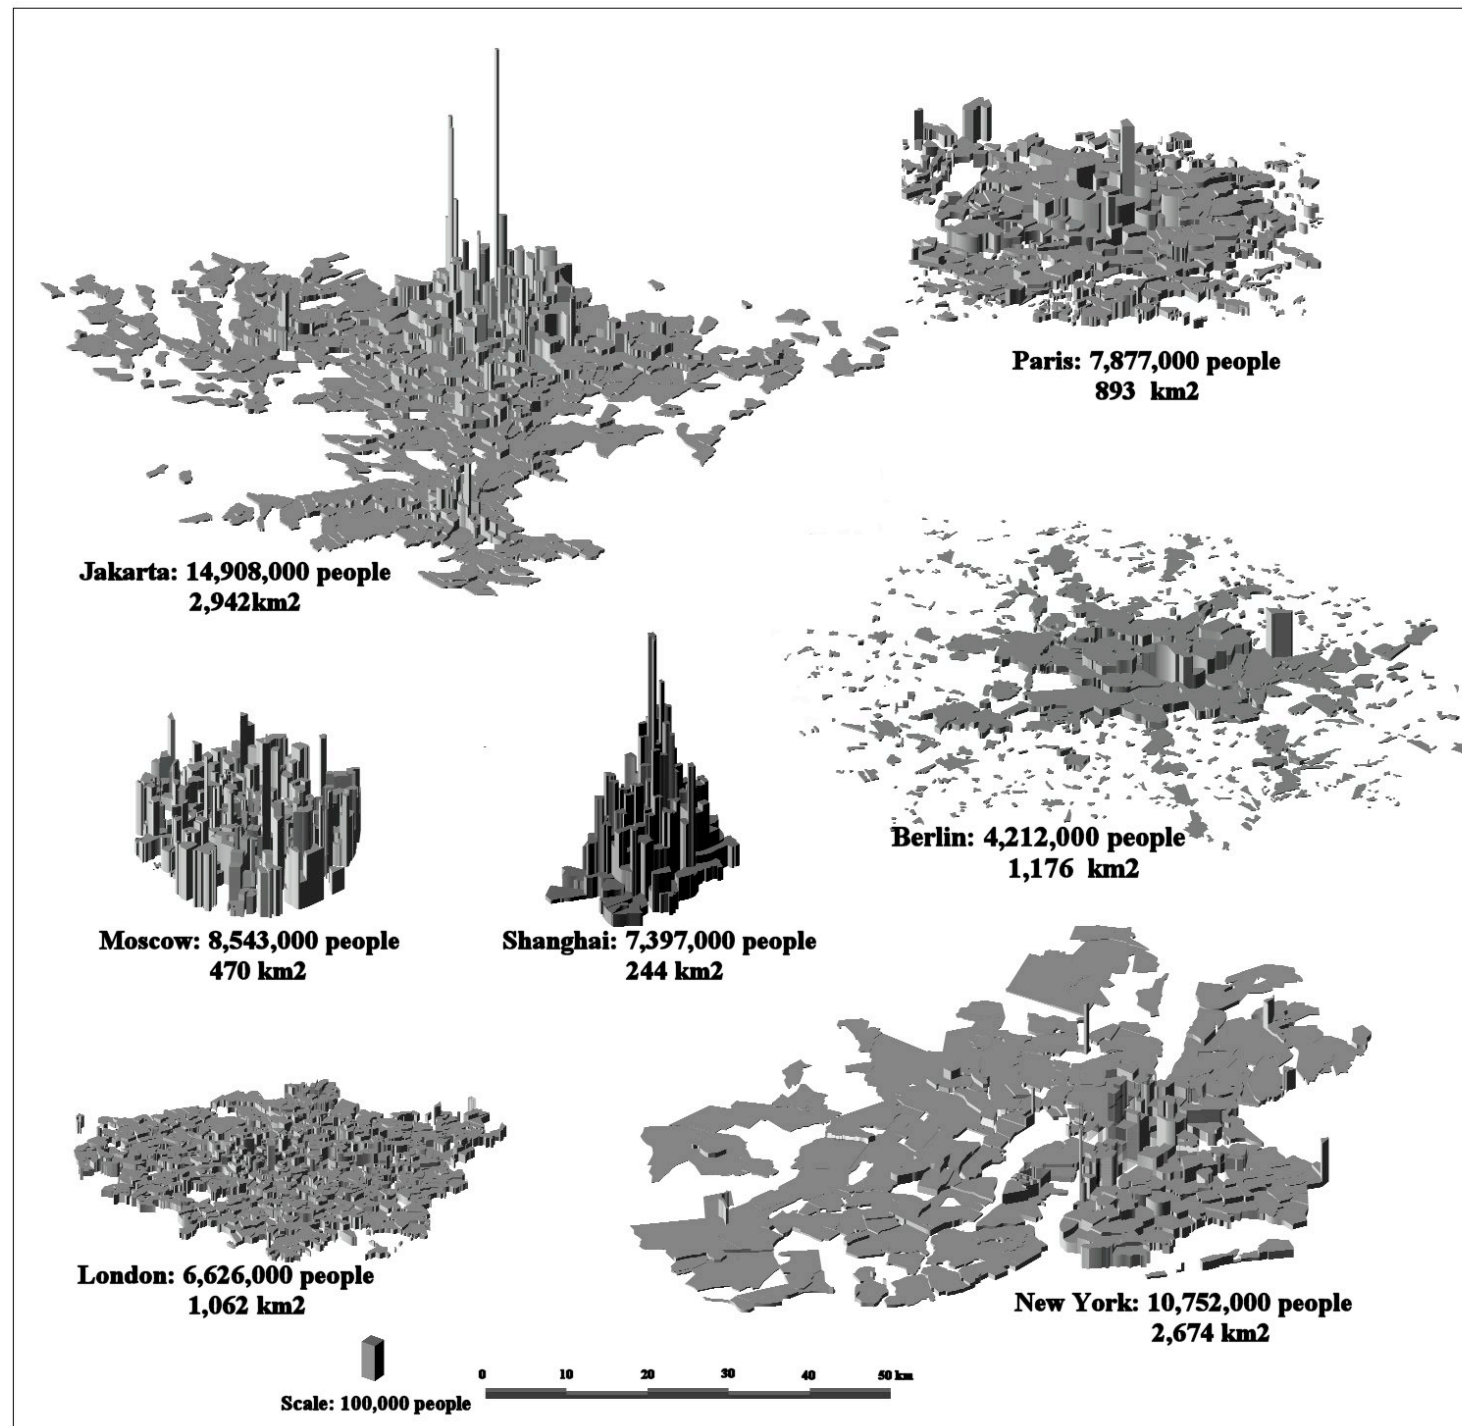 Paris: 7,877,000 people
893 km2
Jakarta: 14,908,000 people
2,942km2
Berlin: 4,212,000 people
1,176 km2
Moscow: 8,543,000 people
470 km2
Shanghai: 7,397,000 people
244 km2
London: 6,626,000 people
1,062 km2
New York: 10,752,000 people
2,674 km2
Scale: 100,000 people
0 10 20 30 40 50 km